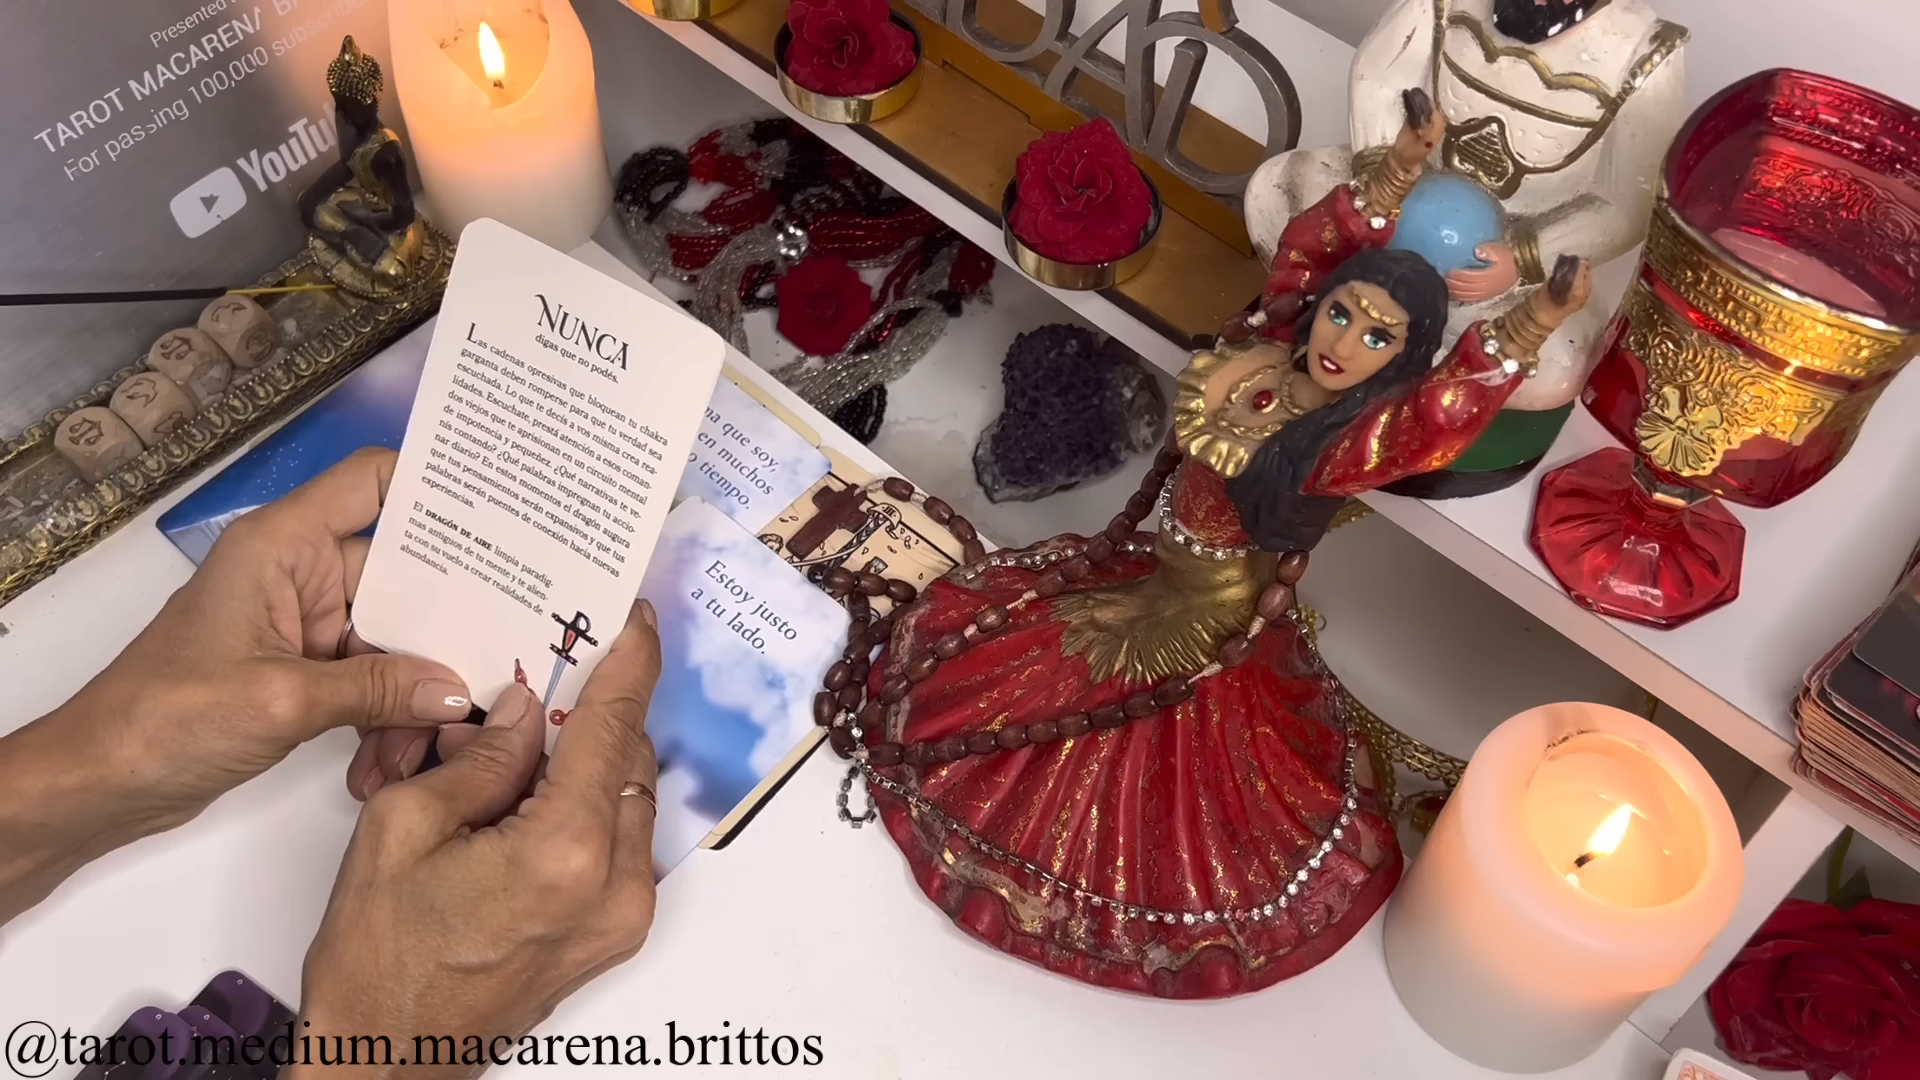 Presented
TAROT MACARENA BR
For passing 100,000 subscribe
YouTu
DAD
NUNCA
digas que no podés.
Las cadenas opresivas que bloquean tu chakra
garganta deben romperse para que tu verdad sea
escuchada. Lo que te decís a vos misma crea rea-
lidades. Escuchate, prestá atención a esos coman-
dos viejos que te aprisionan en un circuito mental
de impotencia y pequeñez. ¿Qué narrativas te ve-
nís contando? ¿Qué palabras impregnan tu accio-
nar diario? En estos momentos el dragón augura
que tus pensamientos serán expansivos y que tus
palabras serán puentes de conexión hacia nuevas
experiencias.
El DRAGÓN DE AIRE limpia paradig-
mas antiguos de tu mente y te alien-
ta con su vuelo a crear realidades de
abundancia.
ma que soy,
en muchos
o tiempo.
Estoy justo
a tu lado.
@tarot.medium.macarena.brittos